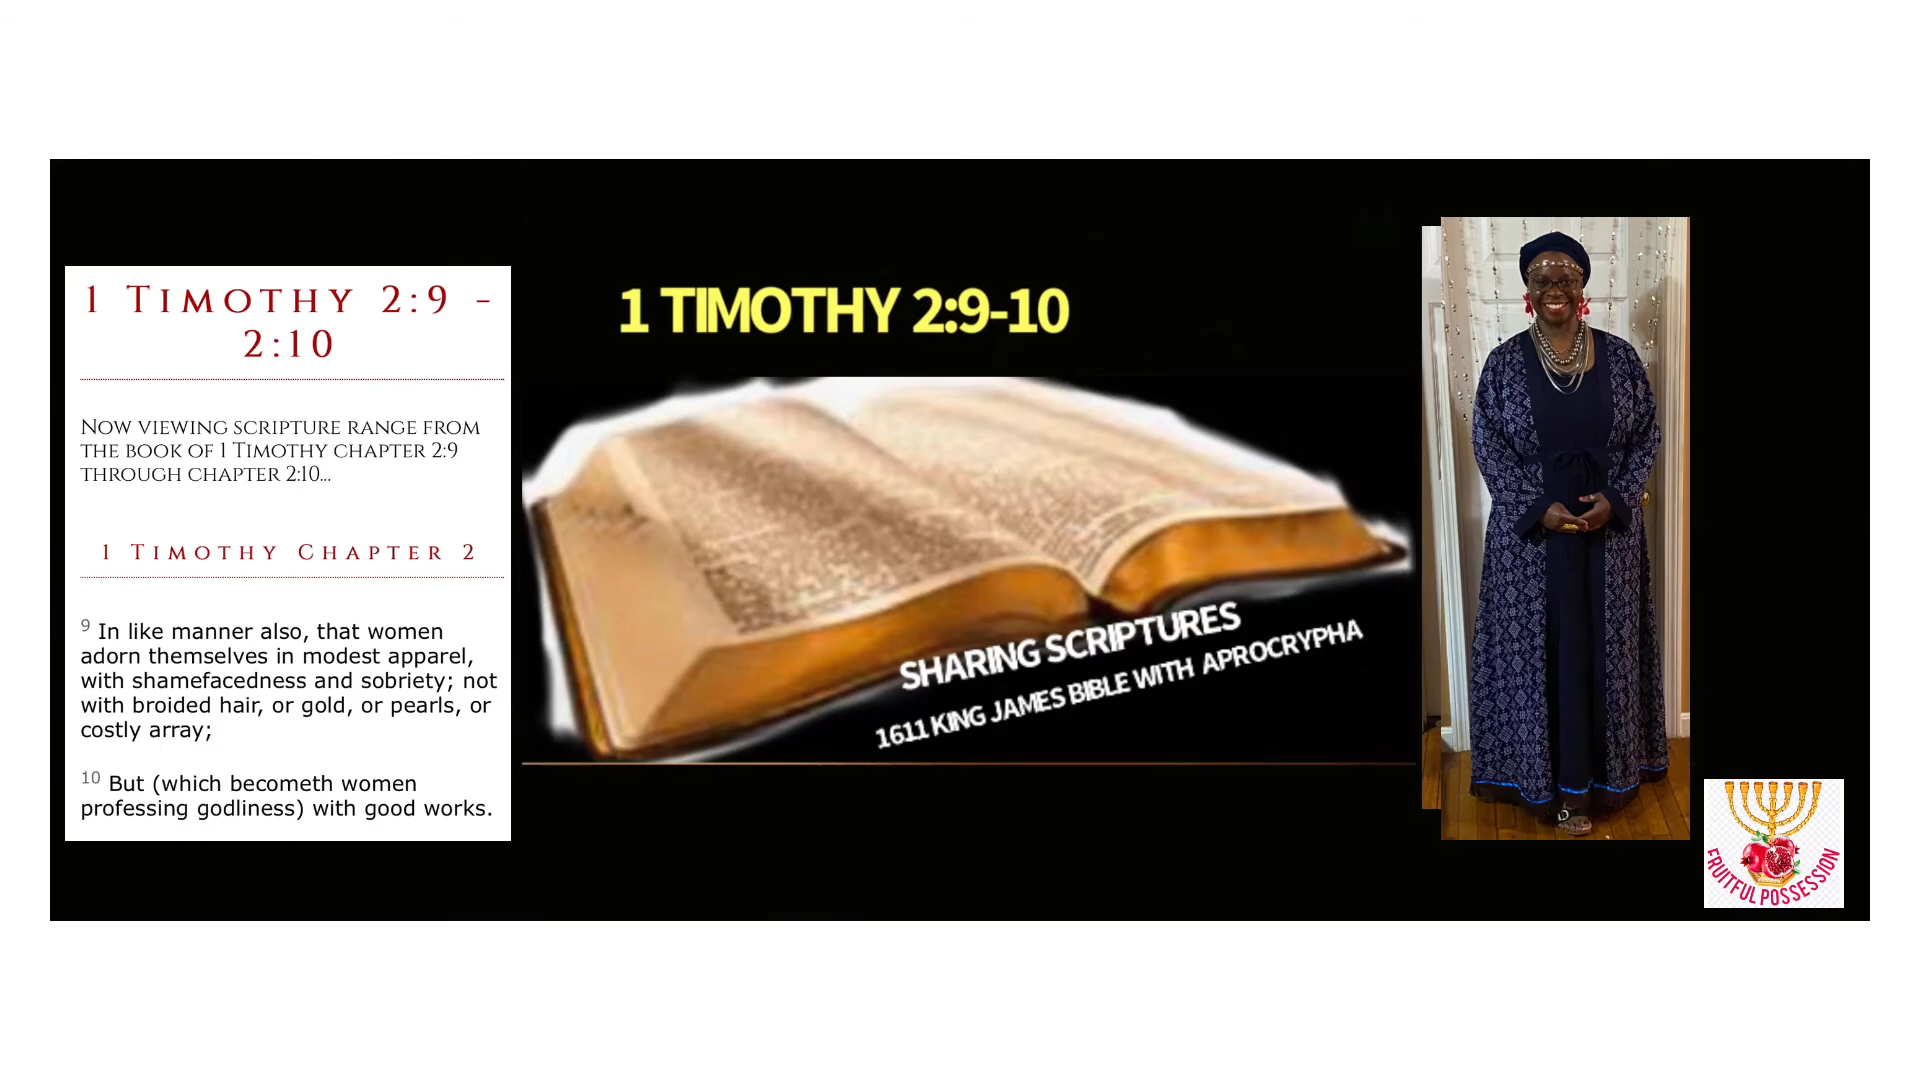 1 Timothy 2:9 -
2:10
Now viewing scripture range from
the book of 1 Timothy chapter 2:9
through chapter 2:10...
1 Timothy Chapter 2
9 In like manner also, that women
adorn themselves in modest apparel,
with shamefacedness and sobriety; not
with broided hair, or gold, or pearls, or
costly array;
10 But (which becometh women
professing godliness) with good works.
1 TIMOTHY 2:9-10
SHARING SCRIPTURES
1611 KING JAMES BIBLE WITH APROCRYPHA
FRUITFUL POSSESSION